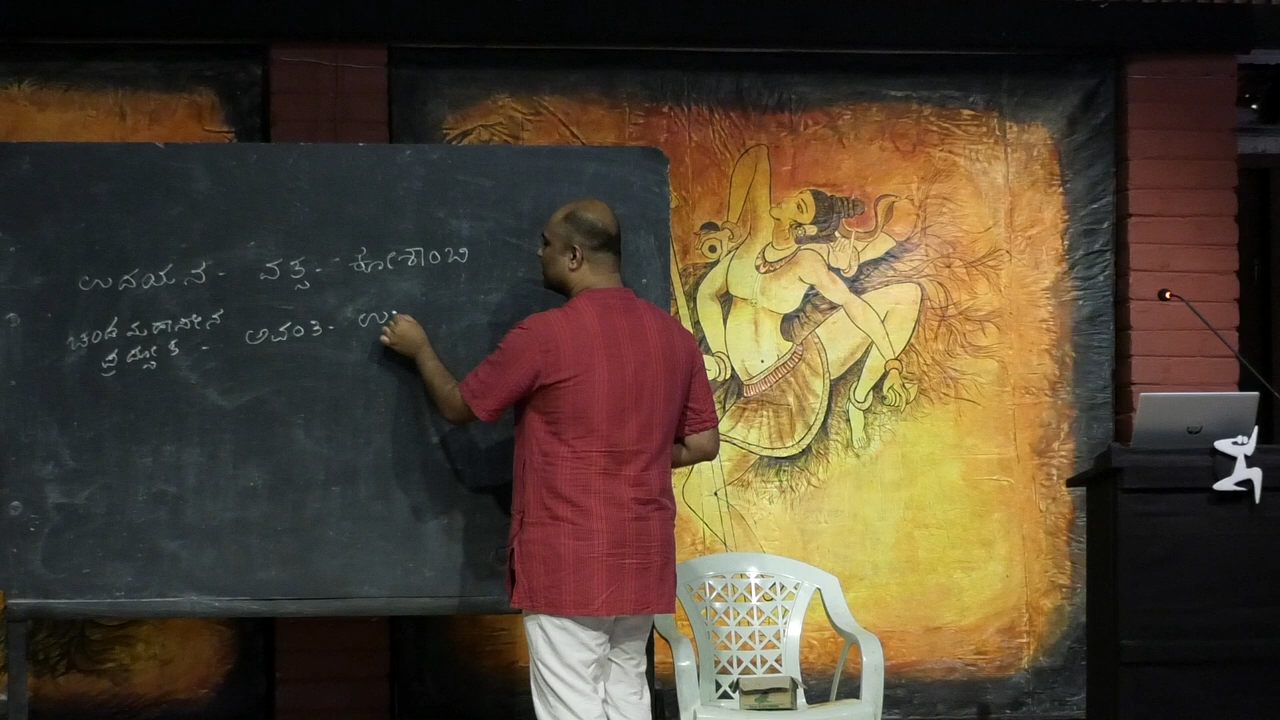 ಉದಯನ - ವತ್ಸ - ಕೋಶಾಂಬಿ
ಚಂಡ ಮಹಾಸೇನ
ಪ್ರದ್ಯೋತ - ಅವಂತಿ - ಉ